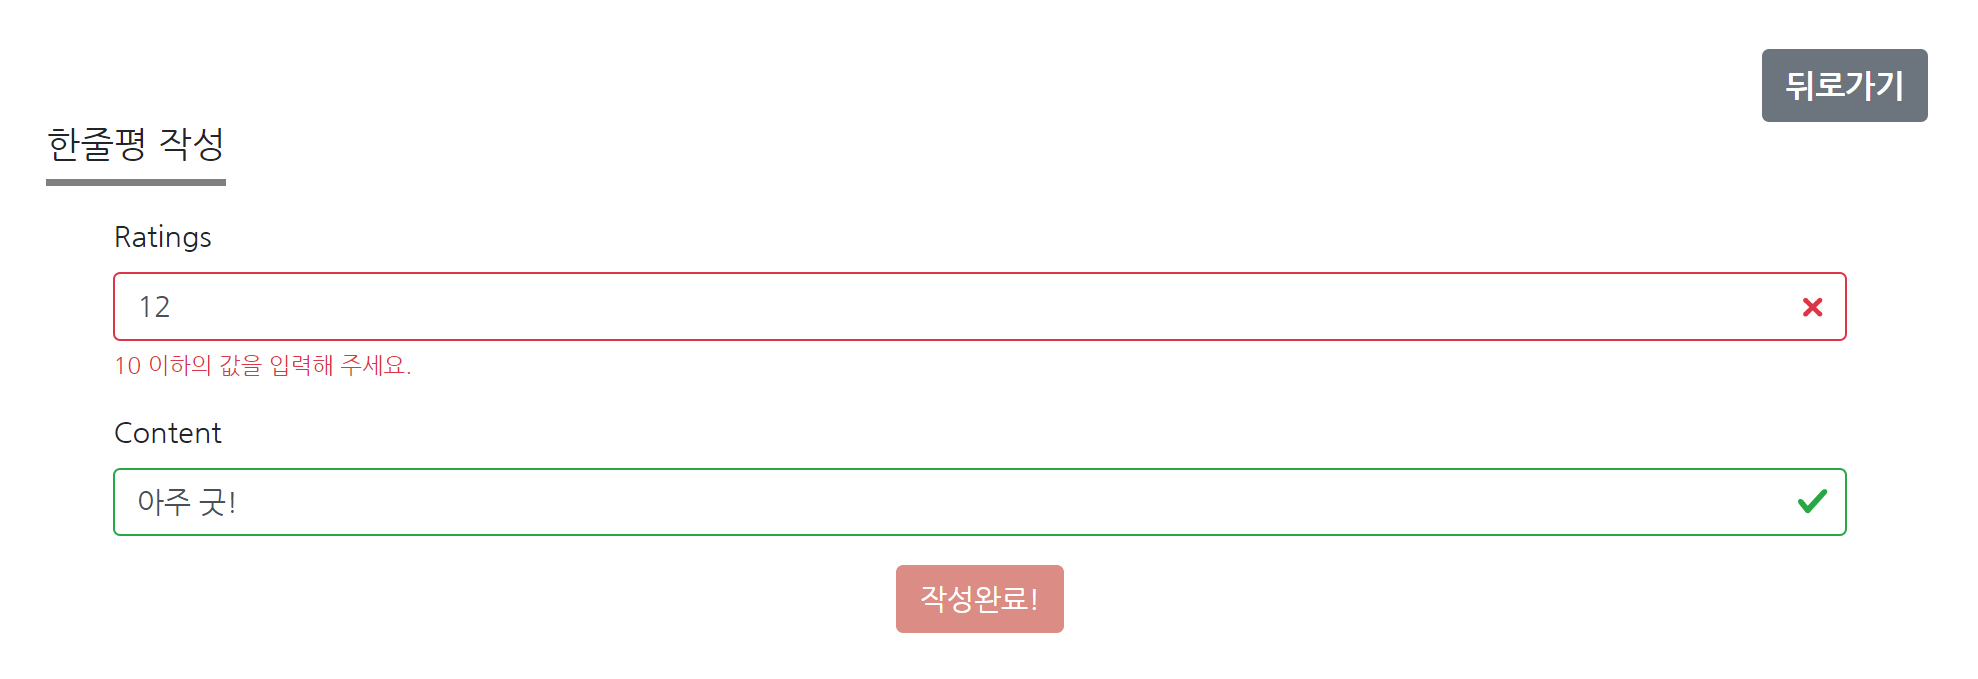 뒤로가기
한줄평 작성
Ratings
12
10 이하의 값을 입력해 주세요.
Content
아주 굿!
작성완료!